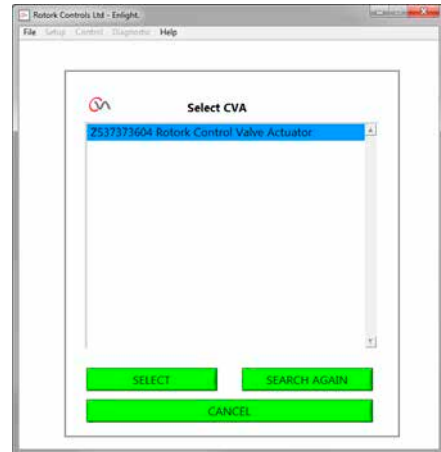 Rotork Controls Ltd - Enlight.
File Setup Control Diagnostic Help
Select CVA
Z537373604 Rotork Control Valve Actuator
SELECT
SEARCH AGAIN
CANCEL